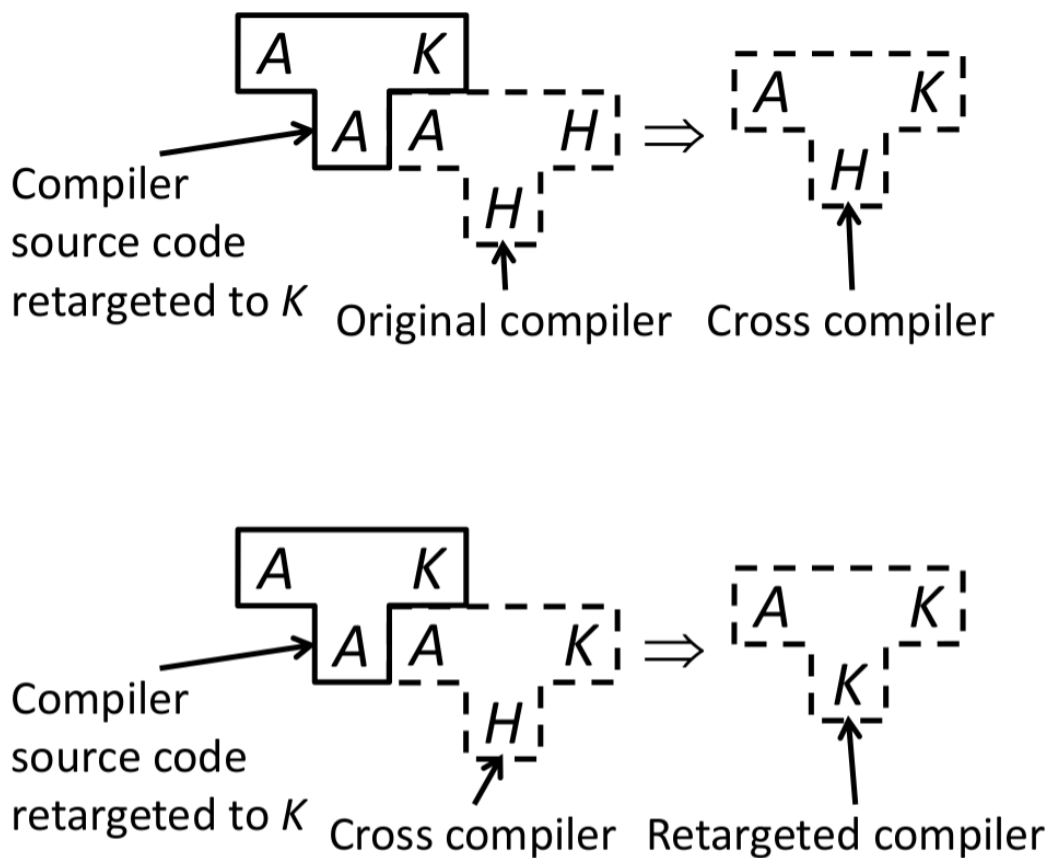 A K
A A H ⇒ A K
H H
Compiler
source code
retargeted to K
Original compiler Cross compiler
A K
A A K ⇒ A K
H K
Compiler
source code
retargeted to K
Cross compiler Retargeted compiler